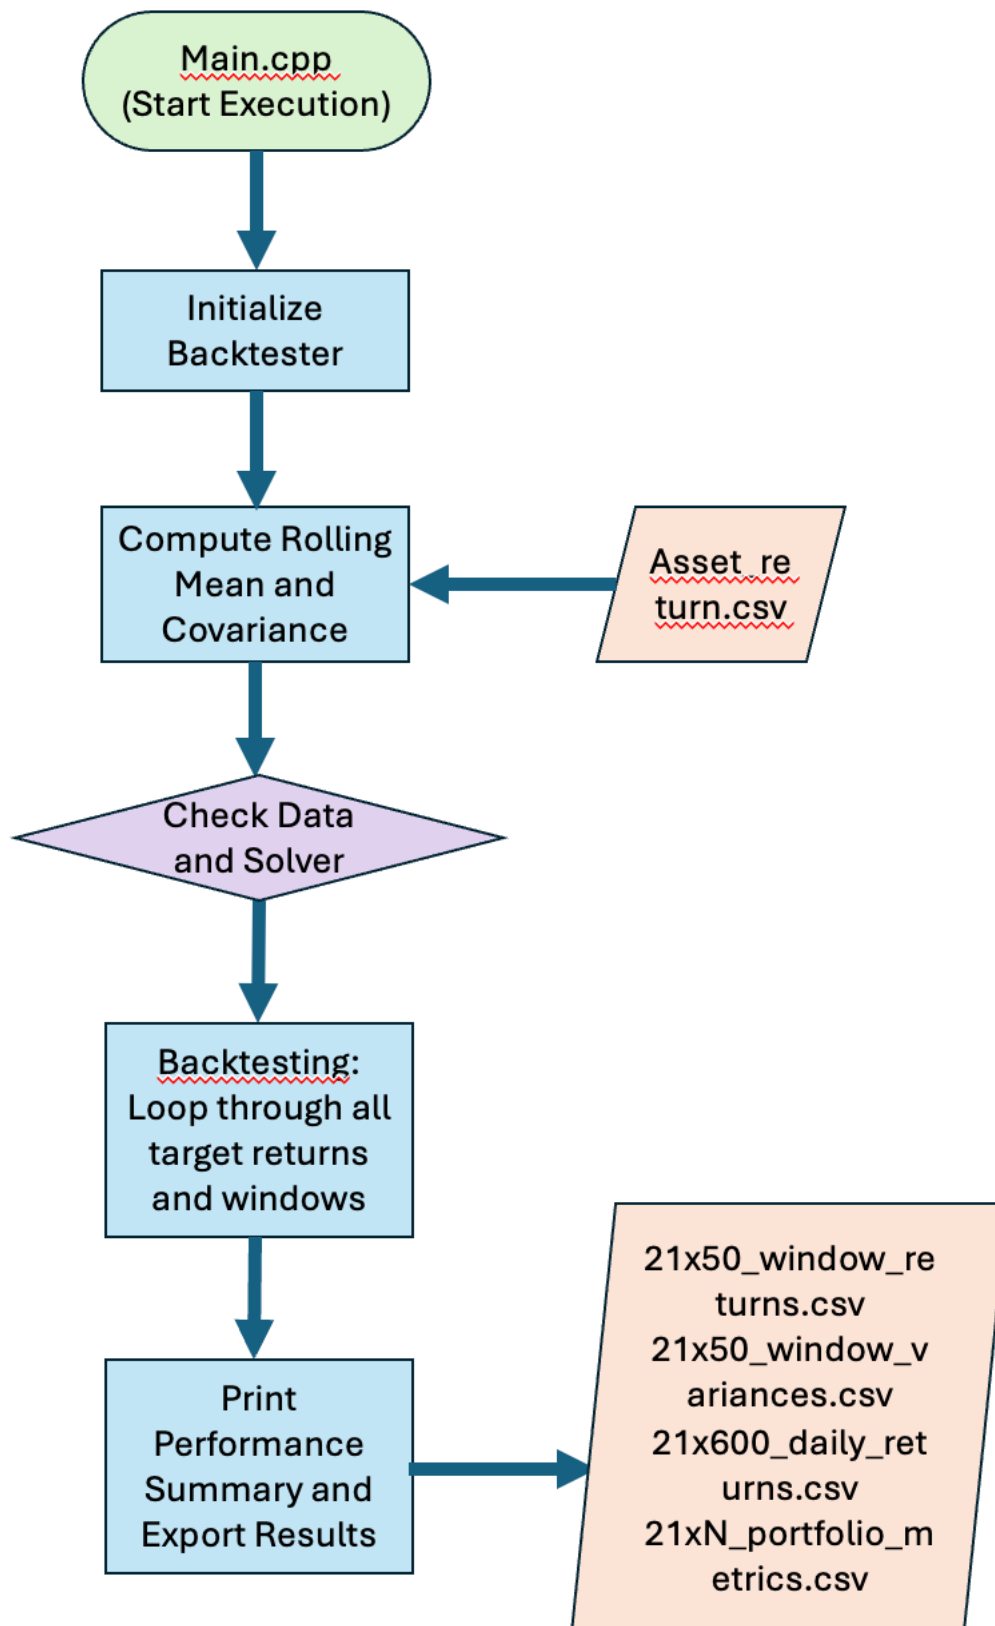 Main.cpp
(Start Execution)
Initialize
Backtester
Compute Rolling
Mean and
Covariance
Asset_re
turn.csv
Check Data
and Solver
Backtesting:
Loop through all
target returns
and windows
Print
Performance
Summary and
Export Results
21x50_window_re
turns.csv
21x50_window_v
ariances.csv
21x600_daily_ret
urns.csv
21xN_portfolio_m
etrics.csv